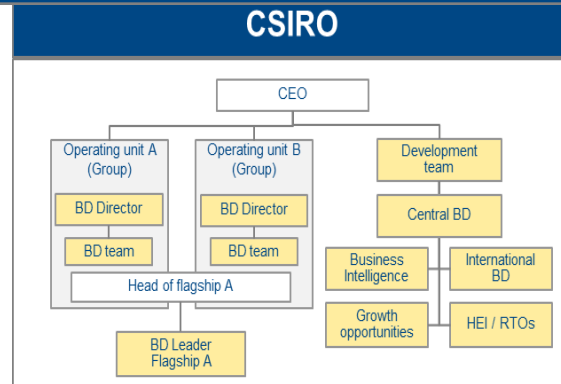 CSIRO
CEO
Operating unit A
(Group)
Operating unit B
(Group)
Development
team
BD Director
BD Director
Central BD
BD team
BD team
Business
Intelligence
International
BD
Head of flagship A
Growth
opportunities
HEI / RTOs
BD Leader
Flagship A